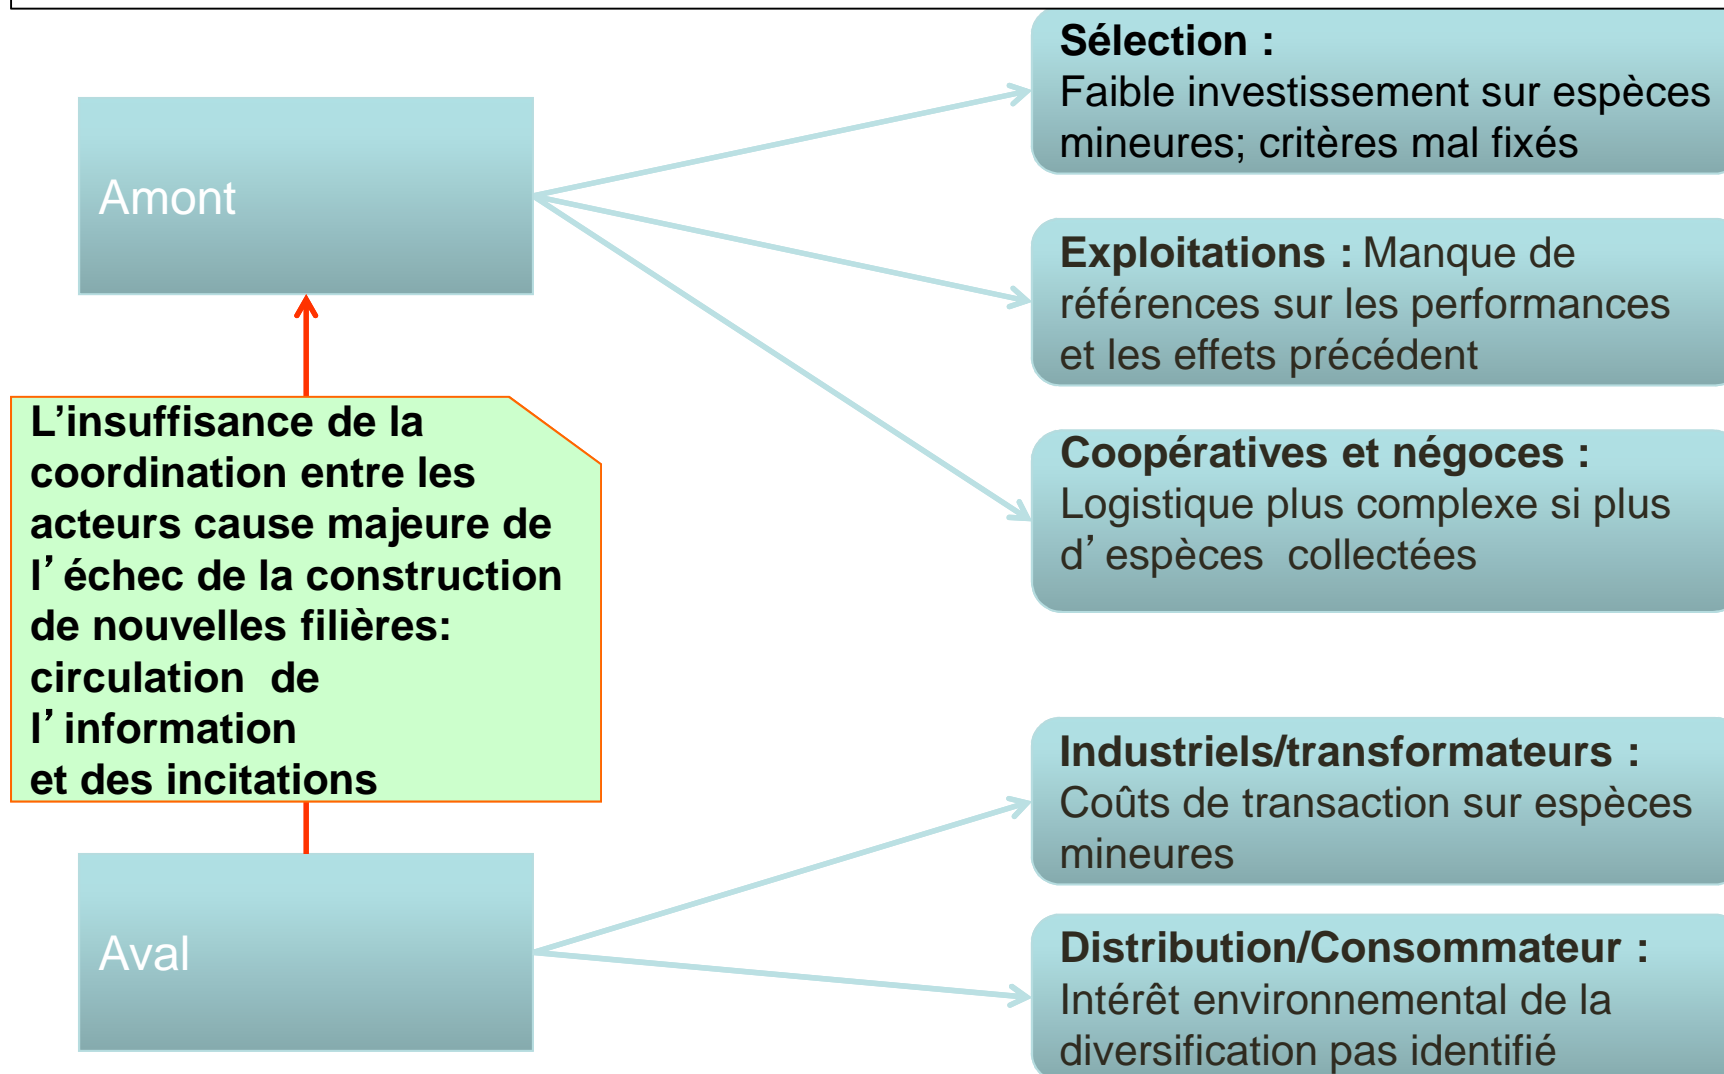 Amont
L’insuffisance de la
coordination entre les
acteurs cause majeure de
l’échec de la construction
de nouvelles filières:
circulation de
l’information
et des incitations
Aval
Sélection :
Faible investissement sur espèces
mineures; critères mal fixés
Exploitations : Manque de
références sur les performances
et les effets précédent
Coopératives et négoces :
Logistique plus complexe si plus
d’espèces collectées
Industriels/transformateurs :
Coûts de transaction sur espèces
mineures
Distribution/Consommateur :
Intérêt environnemental de la
diversification pas identifié